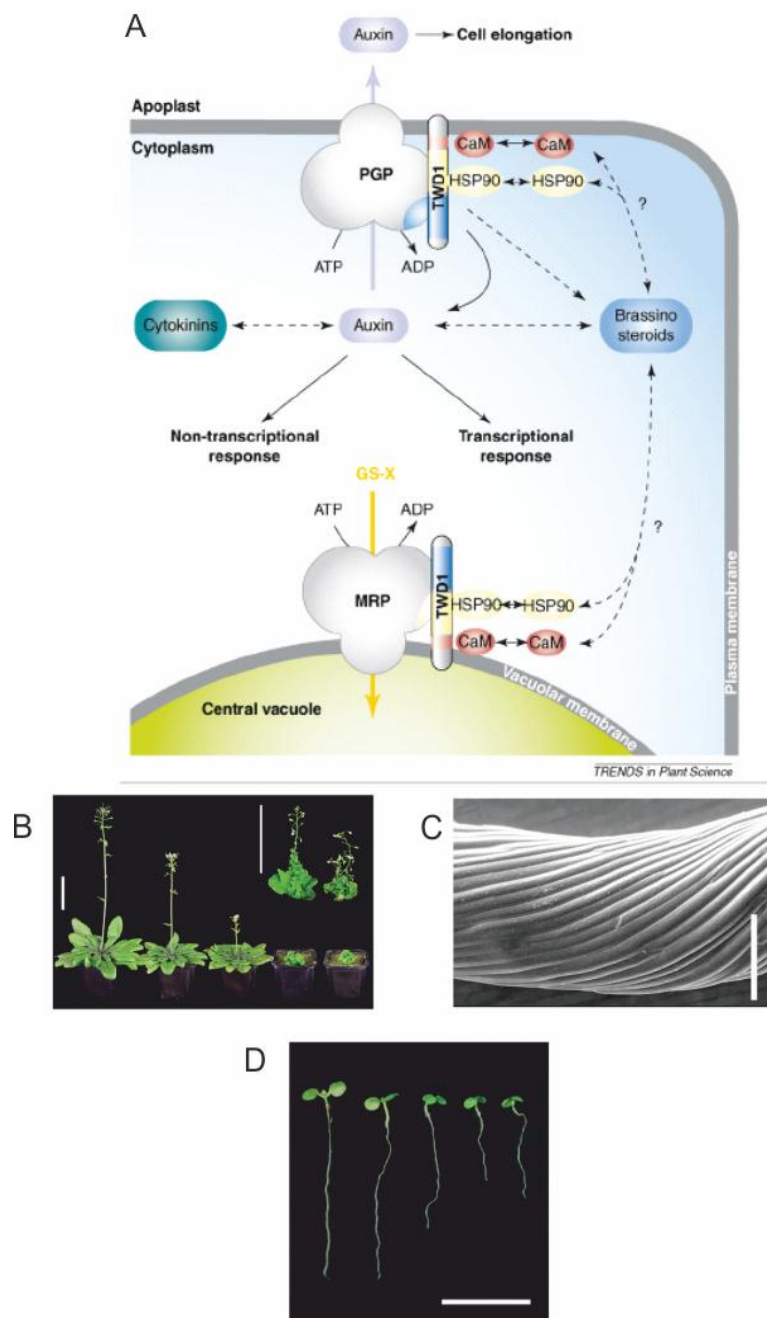 A
Auxin
Cell elongation
Apoplast
Cytoplasm
CaM
CaM
PGP
TWD1
HSP90
HSP90
?
ATP
ADP
Cytokinins
Auxin
Brassino
steroids
Non-transcriptional
response
Transcriptional
response
GS-X
ATP
ADP
?
MRP
TWD1
HSP90
HSP90
CaM
CaM
Plasma membrane
Vacuolar membrane
Central vacuole
TRENDS in Plant Science
B
C
D